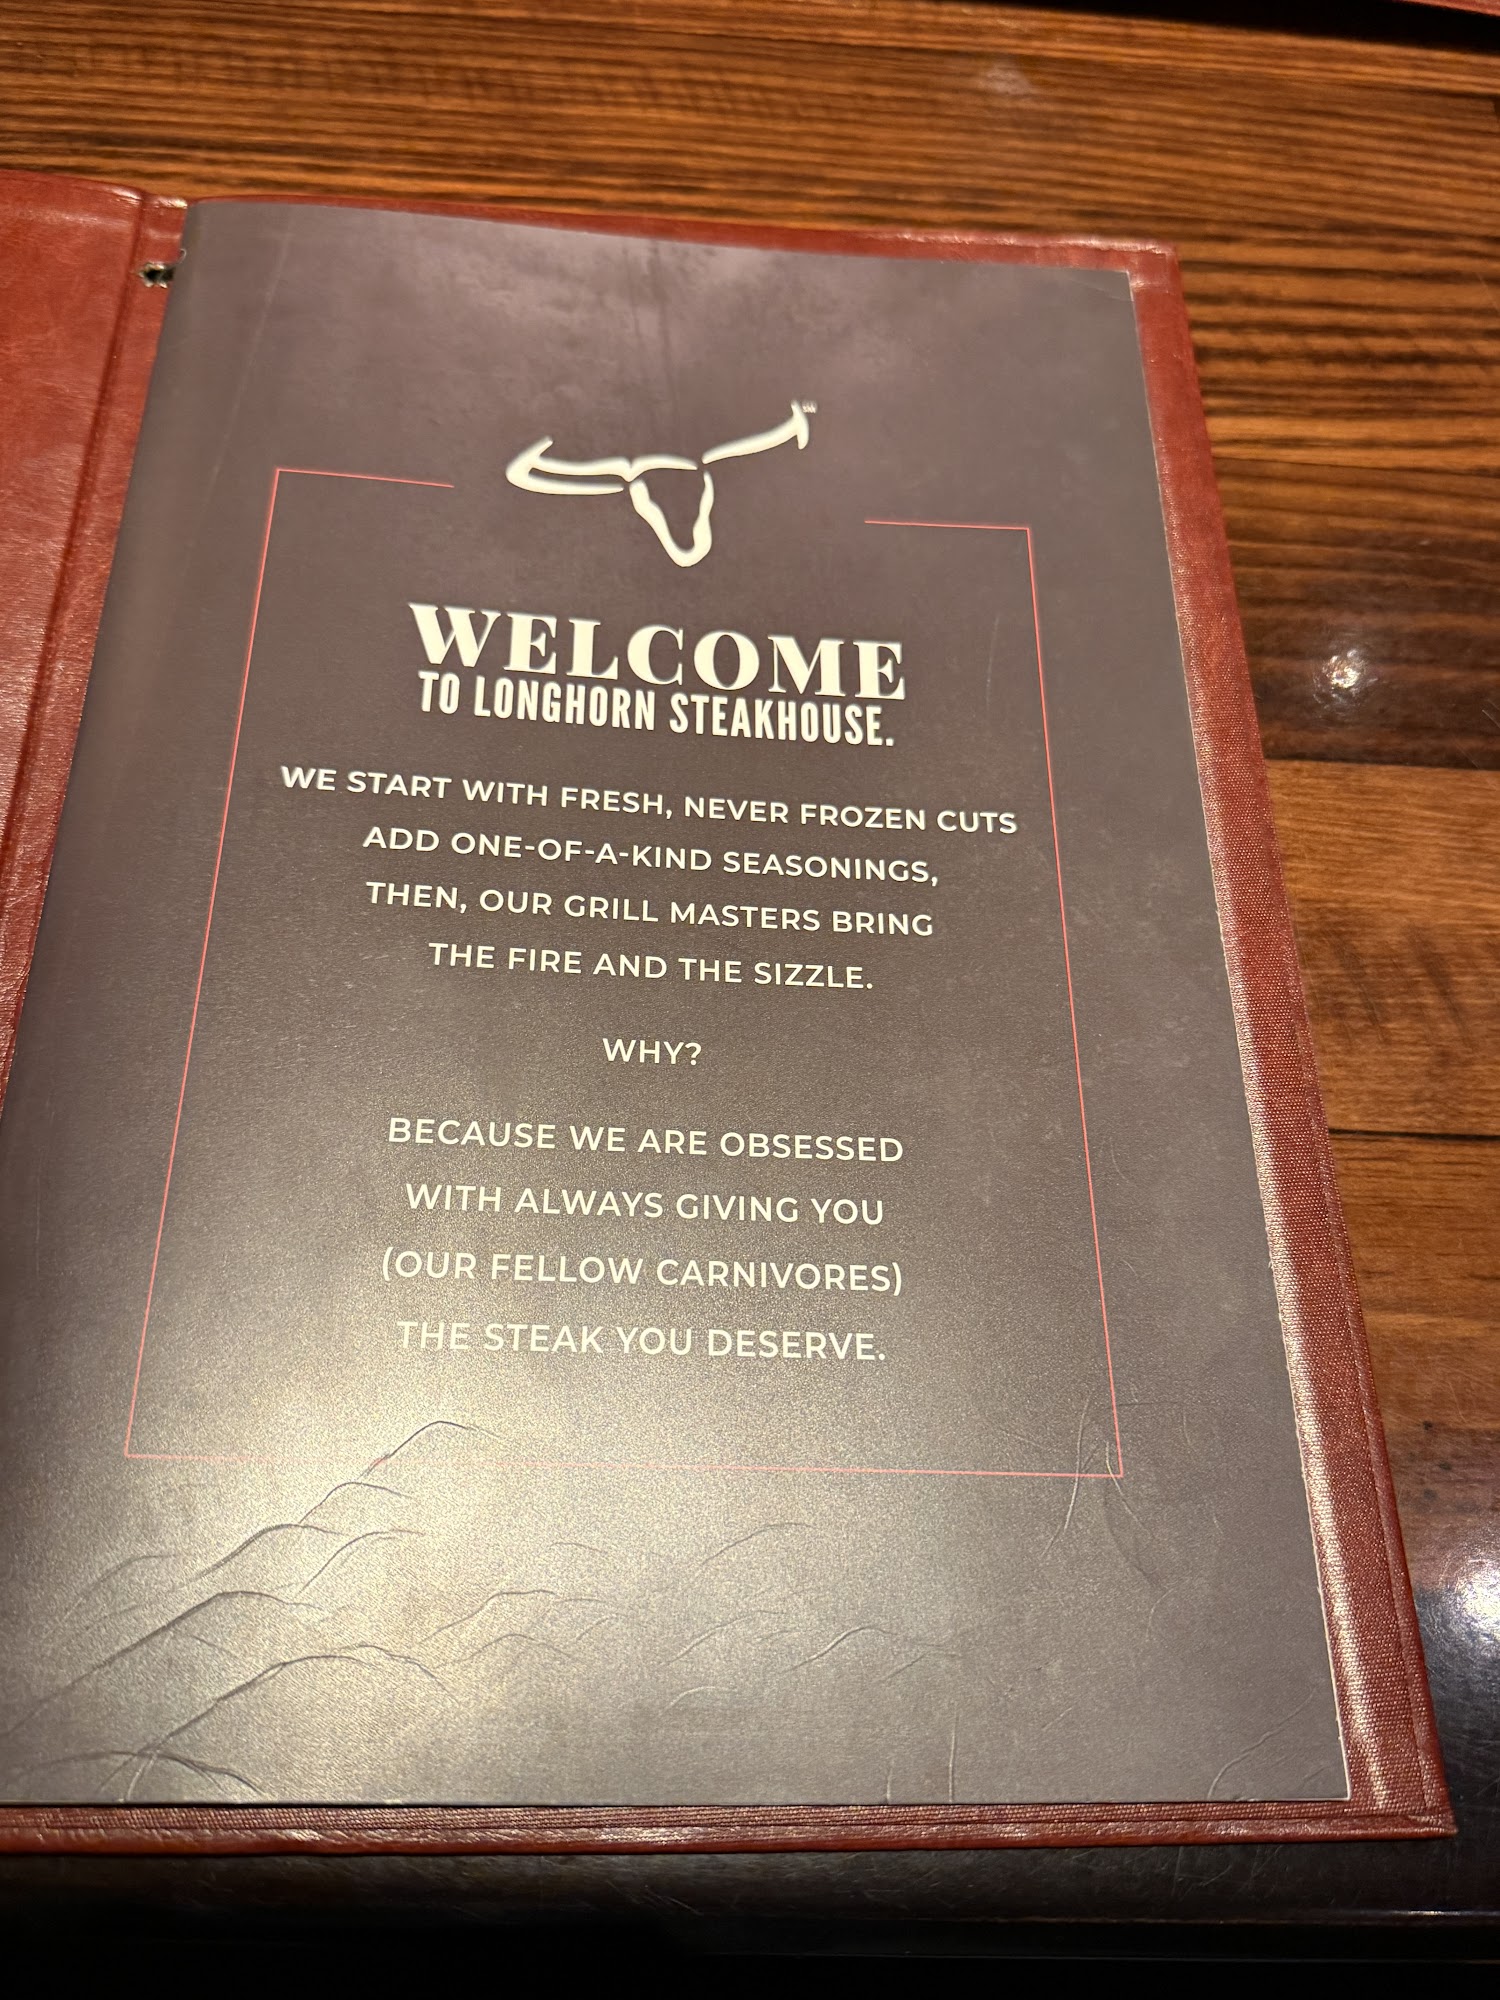 WELCOME
TO LONGHORN STEAKHOUSE.
WE START WITH FRESH, NEVER FROZEN CUTS
ADD ONE-OF-A-KIND SEASONINGS,
THEN, OUR GRILL MASTERS BRING
THE FIRE AND THE SIZZLE.
WHY?
BECAUSE WE ARE OBSESSED
WITH ALWAYS GIVING YOU
(OUR FELLOW CARNIVORES)
THE STEAK YOU DESERVE.